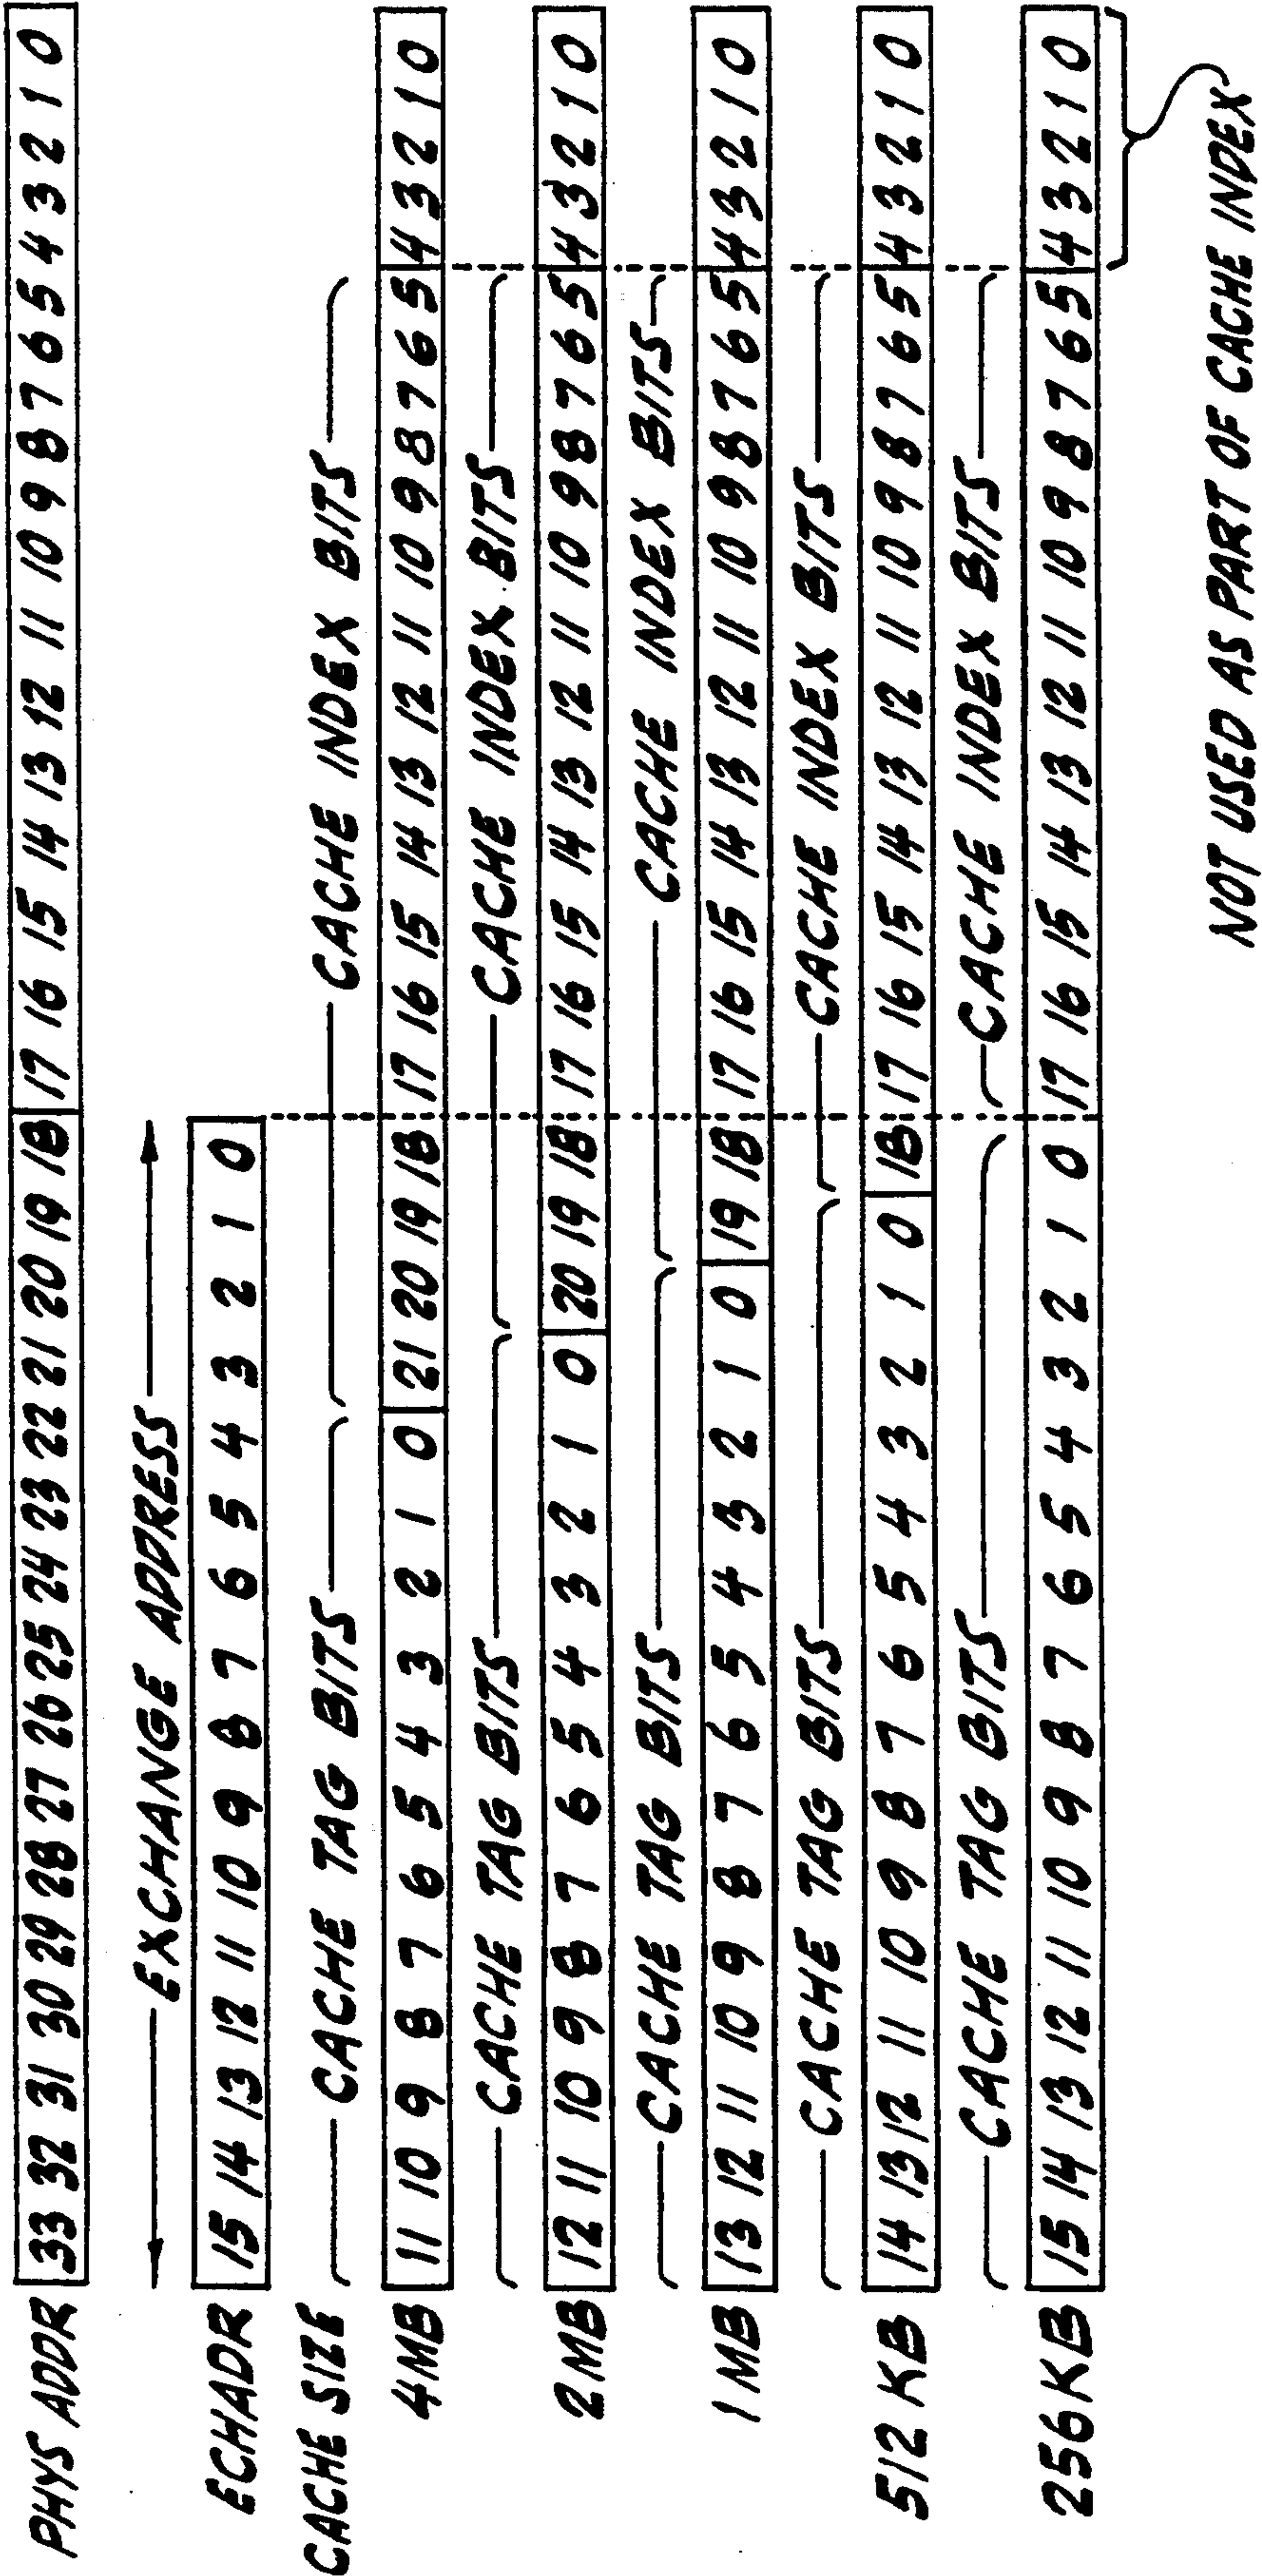 PHYS ADDR 33 32 31 30 29 28 27 26 25 24 23 22 21 20 19 18 17 16 15 14 13 12 11 10 9 8 7 6 5 4 3 2 1 0
EXCHANGE ADDRESS
ECHADR 15 14 13 12 11 10 9 8 7 6 5 4 3 2 1 0
CACHE SIZE CACHE TAG BITS CACHE INDEX BITS
4MB 11 10 9 8 7 6 5 4 3 2 1 0 21 20 19 18 17 16 15 14 13 12 11 10 9 8 7 6 5 4 3 2 1 0
CACHE TAG BITS CACHE INDEX BITS
2MB 12 11 10 9 8 7 6 5 4 3 2 1 0 20 19 18 17 16 15 14 13 12 11 10 9 8 7 6 5 4 3 2 1 0
CACHE TAG BITS CACHE INDEX BITS
1MB 13 12 11 10 9 8 7 6 5 4 3 2 1 0 19 18 17 16 15 14 13 12 11 10 9 8 7 6 5 4 3 2 1 0
CACHE TAG BITS CACHE INDEX BITS
512KB 14 13 12 11 10 9 8 7 6 5 4 3 2 1 0 18 17 16 15 14 13 12 11 10 9 8 7 6 5 4 3 2 1 0
CACHE TAG BITS CACHE INDEX BITS
256KB 15 14 13 12 11 10 9 8 7 6 5 4 3 2 1 0 17 16 15 14 13 12 11 10 9 8 7 6 5 4 3 2 1 0
NOT USED AS PART OF CACHE INDEX